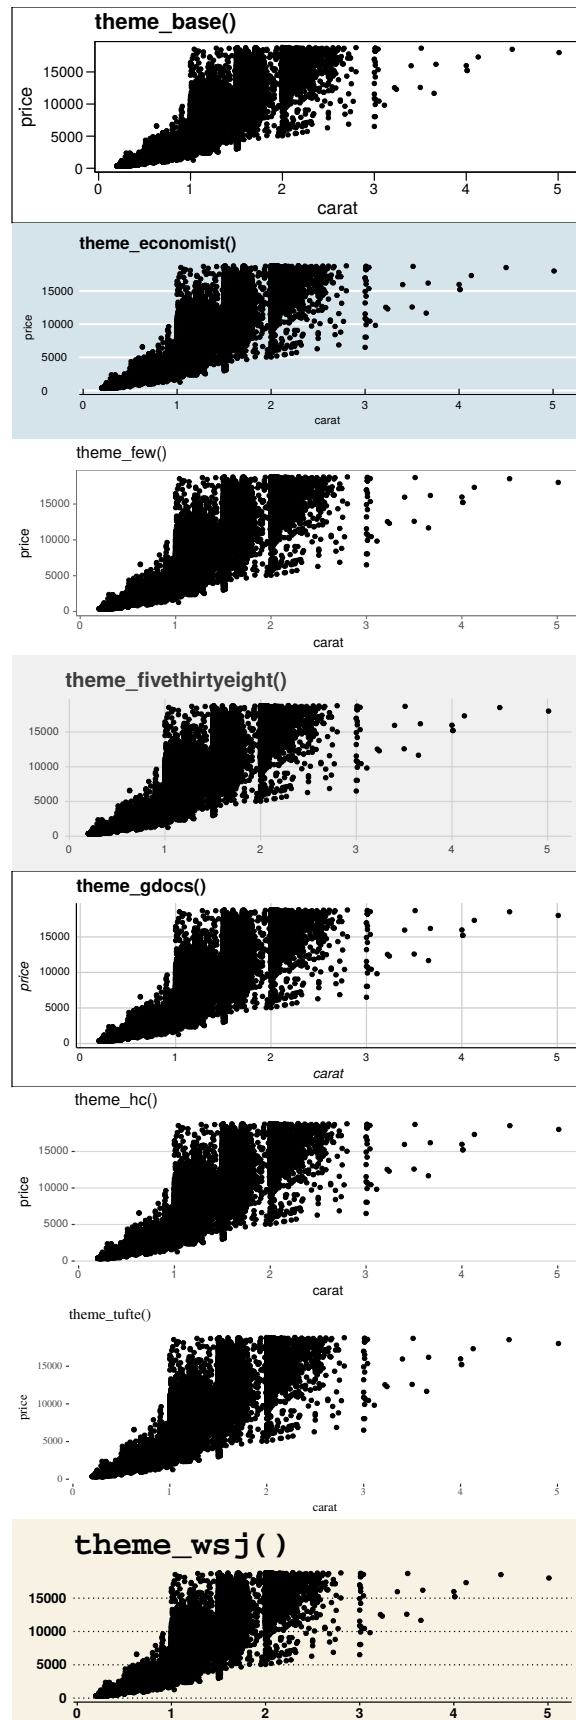 theme_base()
15000
10000
price
5000
0
0 1 2 3 4 5
carat
theme_economist()
15000
10000
price
5000
0
0 1 2 3 4 5
carat
theme_few()
15000
10000
price
5000
0
0 1 2 3 4 5
carat
theme_fivethirtyeight()
15000
10000
5000
0
0 1 2 3 4 5
theme_gdocs()
15000
10000
price
5000
0
0 1 2 3 4 5
carat
theme_hc()
15000
10000
price
5000
0
0 1 2 3 4 5
carat
theme_tufte()
15000
10000
price
5000
0
0 1 2 3 4 5
carat
theme_wsj()
15000
10000
5000
0
0 1 2 3 4 5